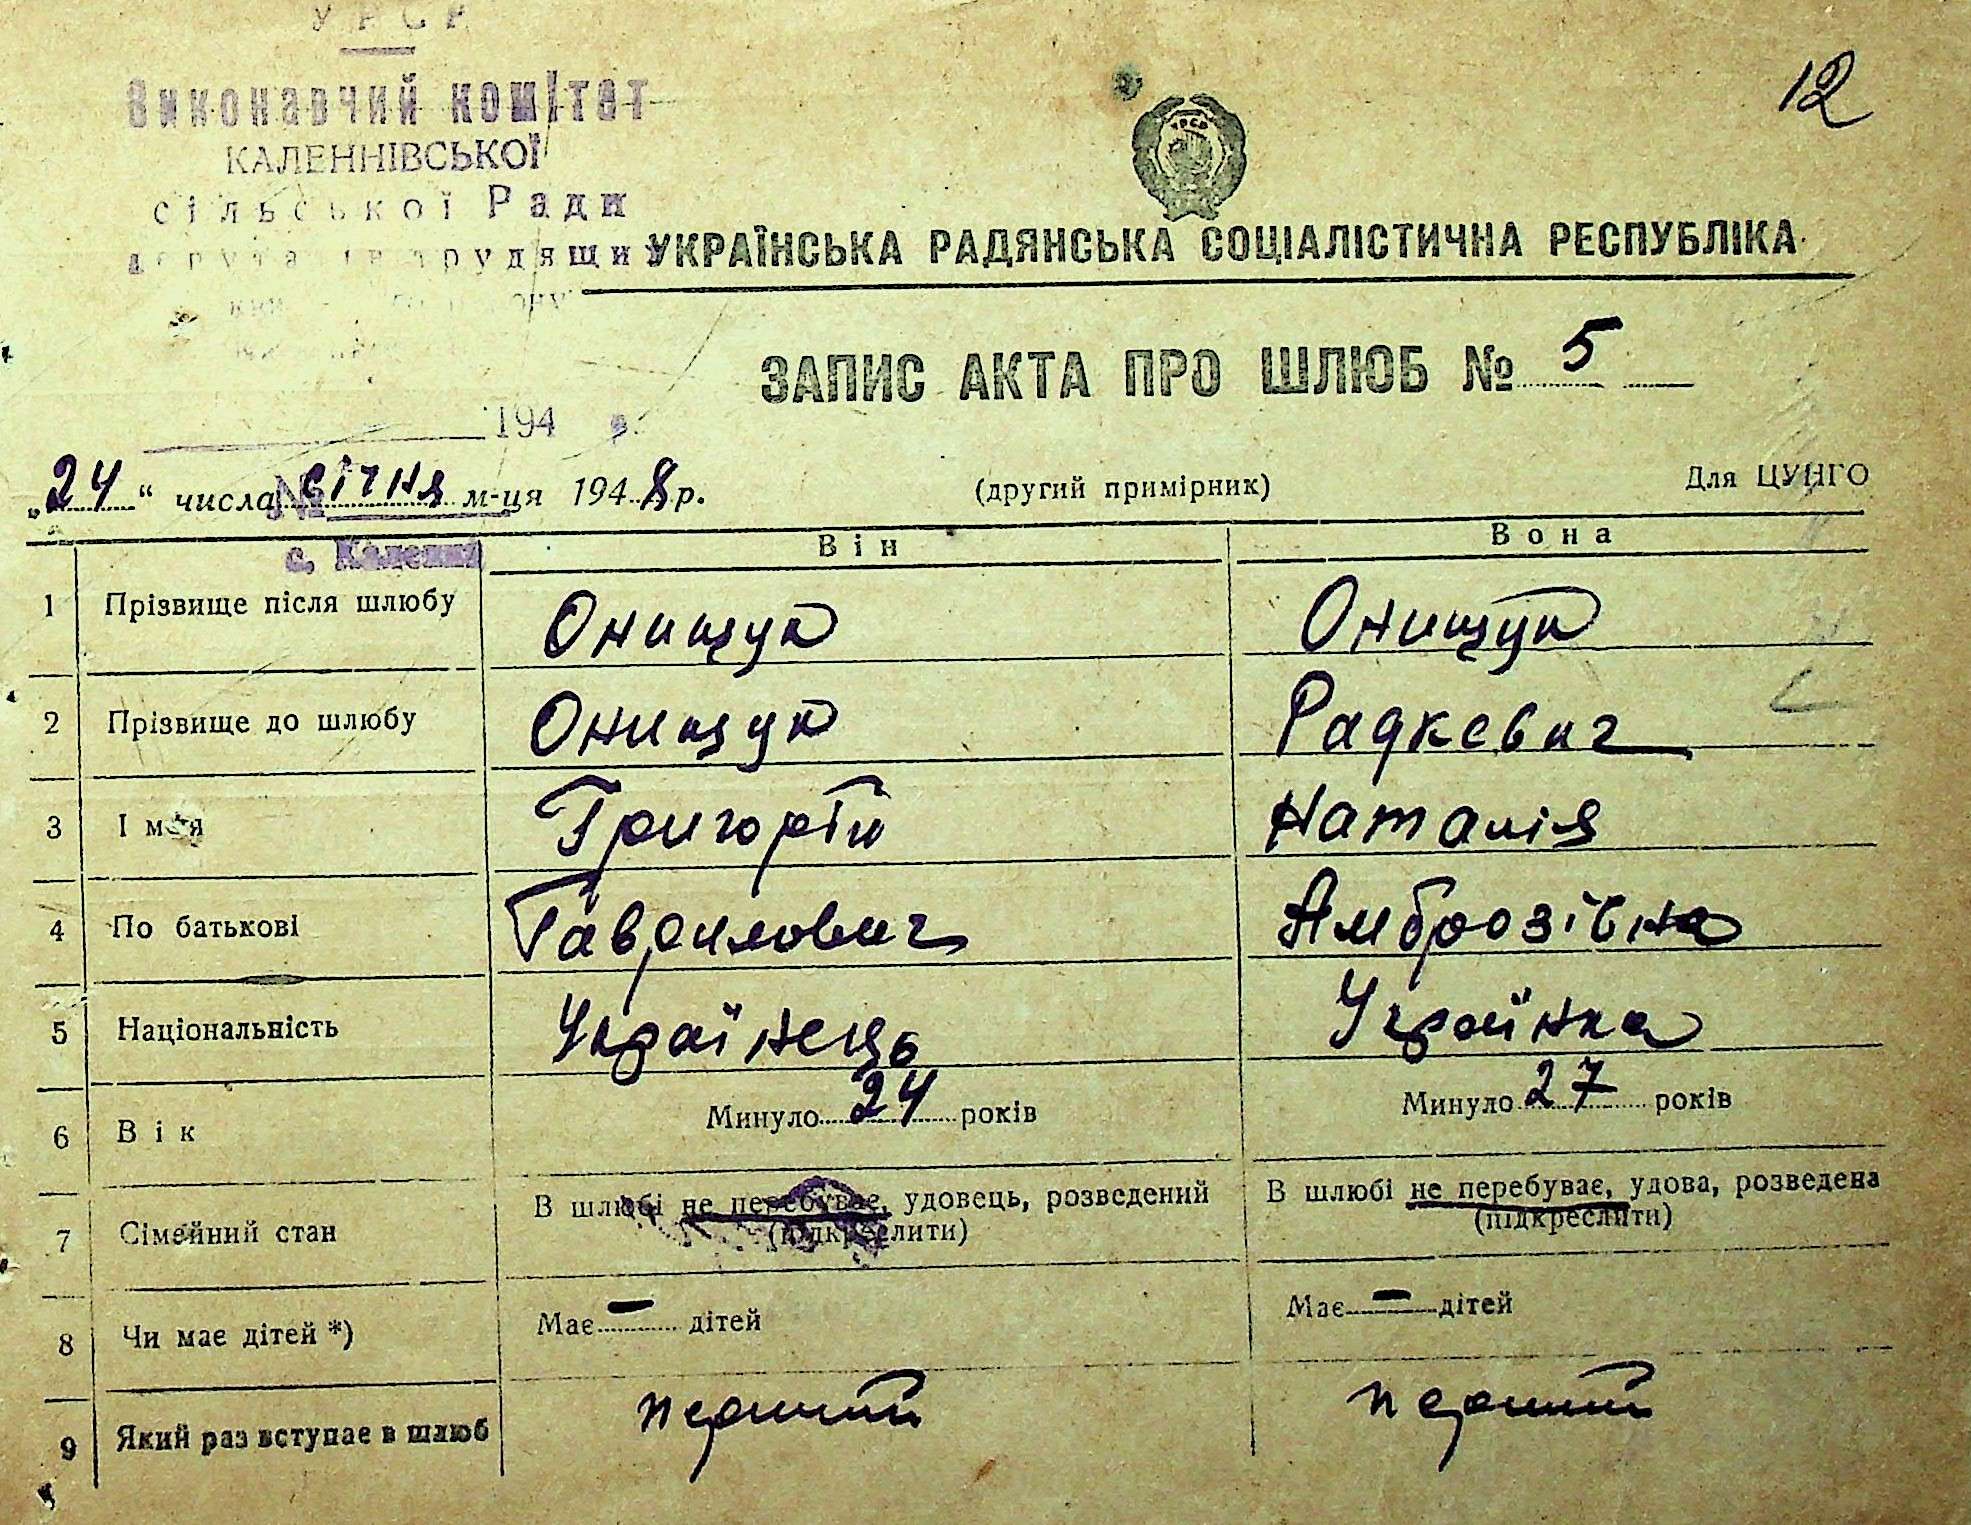 УРСР
12
Виконавчий комітет
КАЛЕННІВСЬКОЇ
сільської Ради
трудящих
УКРАЇНСЬКА РАДЯНСЬКА СОЦІАЛІСТИЧНА РЕСПУБЛІКА
ЗАПИС АКТА ПРО ШЛЮБ № 5
194 р.
„24“ числа січня м-ця 1948 р.
(другий примірник)
Для ЦУНГО
№
с. Каленні
Він
Вона
1 Прізвище після шлюбу Онищук Онищук
2 Прізвище до шлюбу Онищук Радкевич
3 Ім'я Григорій Наталія
4 По батькові Гаврилович Амброзівна
5 Національність Українець Українка
6 Вік Минуло 24 років Минуло 27 років
7 Сімейний стан В шлюбі не перебуває, удовець, розведений В шлюбі не перебуває, удова, розведена
(підкреслити) (підкреслити)
8 Чи має дітей *) Має – дітей Має – дітей
9 Який раз вступає в шлюб перший перший